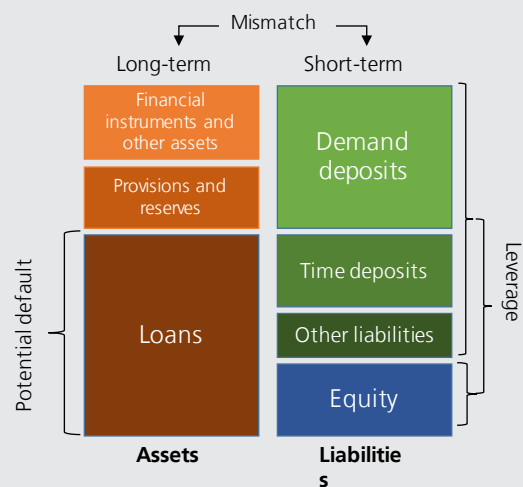 Mismatch
Long-term
Short-term
Financial
instruments and
other assets
Provisions and
reserves
Loans
Demand
deposits
Time deposits
Other liabilities
Equity
Potential default
Leverage
Assets
Liabilitie
s